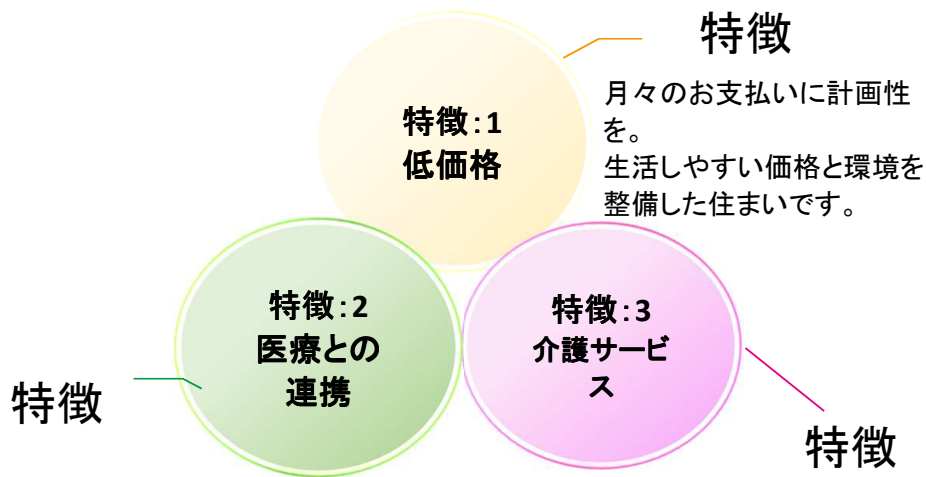 特徴
月々のお支払いに計画性
を。
生活しやすい価格と環境を
整備した住まいです。
特徴:1
低価格
特徴:2
医療との
連携
特徴:3
介護サービ
ス
特徴
特徴